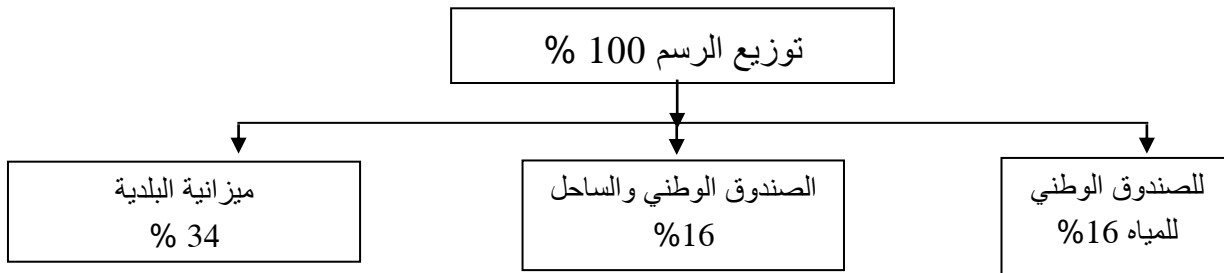 توزيع الرسم 100 %
للصندوق الوطني
للمياه 16%
الصندوق الوطني والساحل
16%
ميزانية البلدية
34 %